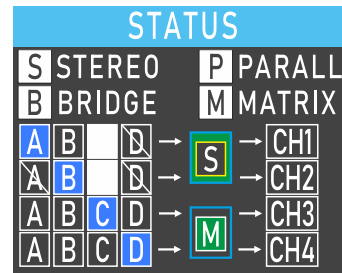 STATUS
S STEREO P PARALL
B BRIDGE M MATRIX
A B D → S → CH1
A B D → → CH2
A B C D → M → CH3
A B C D → → CH4